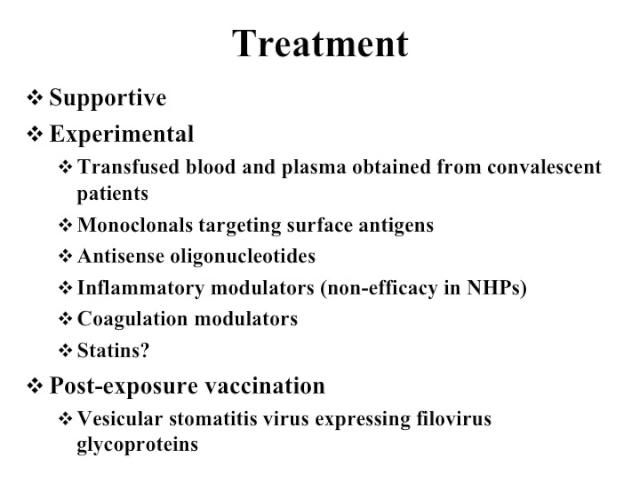 Treatment
❖ Supportive
❖ Experimental
❖ Transfused blood and plasma obtained from convalescent
patients
❖ Monoclonals targeting surface antigens
❖ Antisense oligonucleotides
❖ Inflammatory modulators (non-efficacy in NHPs)
❖ Coagulation modulators
❖ Statins?
❖ Post-exposure vaccination
❖ Vesicular stomatitis virus expressing filovirus
glycoproteins